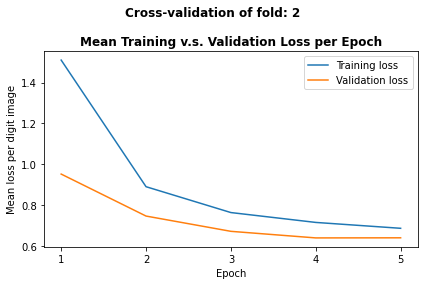 Cross-validation of fold: 2
Mean Training v.s. Validation Loss per Epoch
Training loss
Validation loss
Mean loss per digit image
1.4
1.2
1.0
0.8
0.6
1 2 3 4 5
Epoch